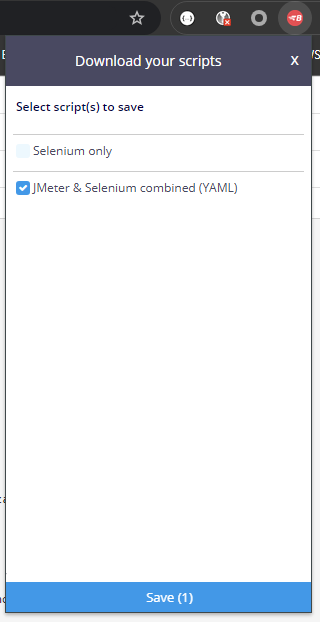 Download your scripts
X
Select script(s) to save
Selenium only
JMeter & Selenium combined (YAML)
Save (1)